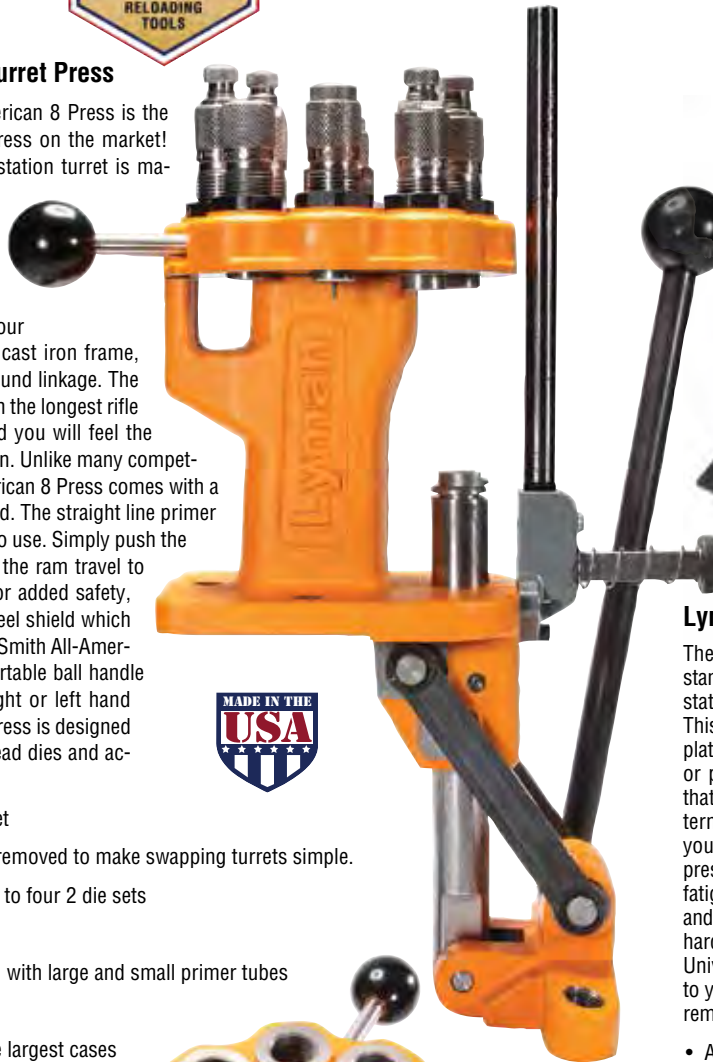 RELOADING
TOOLS
urret Press
erican 8 Press is the
ress on the market!
station turret is ma-
our
cast iron frame,
und linkage. The
n the longest rifle
d you will feel the
n. Unlike many compet-
rican 8 Press comes with a
d. The straight line primer
o use. Simply push the
the ram travel to
or added safety,
eel shield which
Smith All-Amer-
rtable ball handle
ght or left hand
ress is designed
ead dies and ac-
et
removed to make swapping turrets simple.
to four 2 die sets
with large and small primer tubes
e largest cases
Lyman
MADE IN THE
USA
Lyr
The
stan
stat
This
plat
or p
that
tern
you
pres
fatig
and
hard
Univ
to y
rem
• A